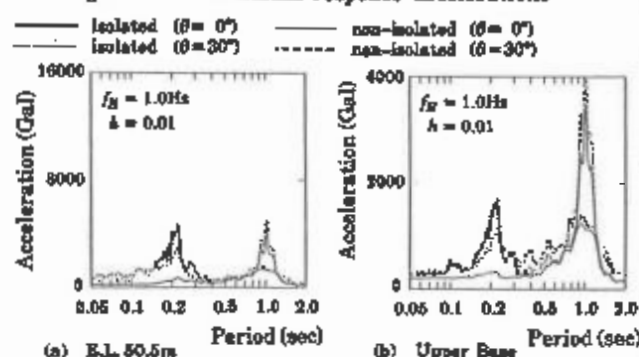 isolated (θ = 0°)
non-isolated (θ = 0°)
isolated (θ = 30°)
non-isolated (θ = 30°)
Acceleration (Gal)
16000
8000
0
f_H = 1.0Hz
h = 0.01
0.05 0.1 0.2 0.5 1.0 2.0
Period (sec)
(a) E.L. 50.5m
Acceleration (Gal)
4000
2000
0
f_H = 1.0Hz
h = 0.01
0.05 0.1 0.2 0.5 1.0 2.0
Period (sec)
(b) Upper Base